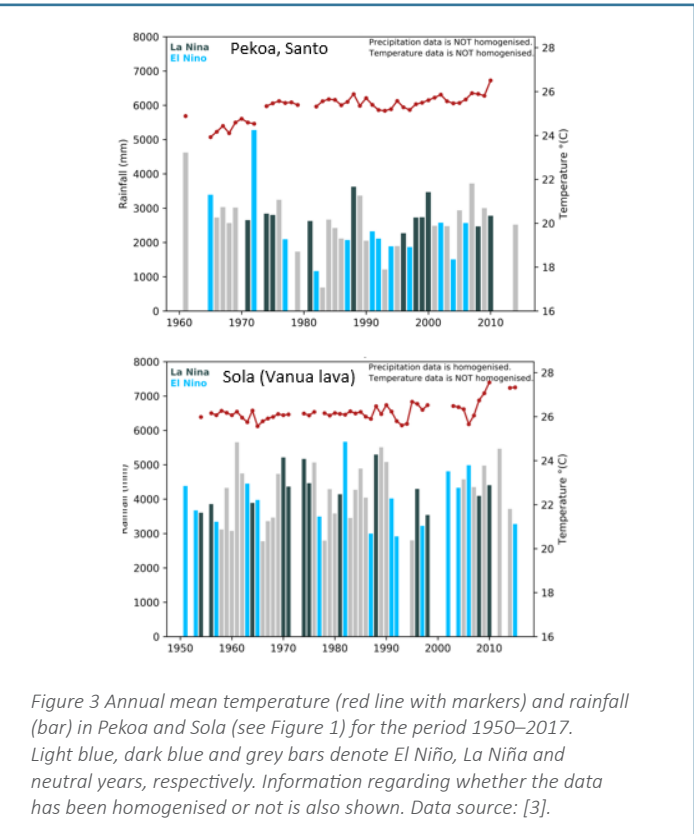 La Nina
El Nino
Pekoa, Santo
Precipitation data is NOT homogenised.
Temperature data is NOT homogenised.
8000
7000
6000
5000
4000
3000
2000
1000
0
Rainfall (mm)
28
26
24
22
20
18
16
Temperature °(C)
1960 1970 1980 1990 2000 2010
La Nina
El Nino
Sola (Vanua lava)
Precipitation data is homogenised.
Temperature data is NOT homogenised.
8000
7000
6000
5000
4000
3000
2000
1000
0
28
26
24
22
20
18
16
Temperature °(C)
1950 1960 1970 1980 1990 2000 2010
Figure 3 Annual mean temperature (red line with markers) and rainfall
(bar) in Pekoa and Sola (see Figure 1) for the period 1950–2017.
Light blue, dark blue and grey bars denote El Niño, La Niña and
neutral years, respectively. Information regarding whether the data
has been homogenised or not is also shown. Data source: [3].